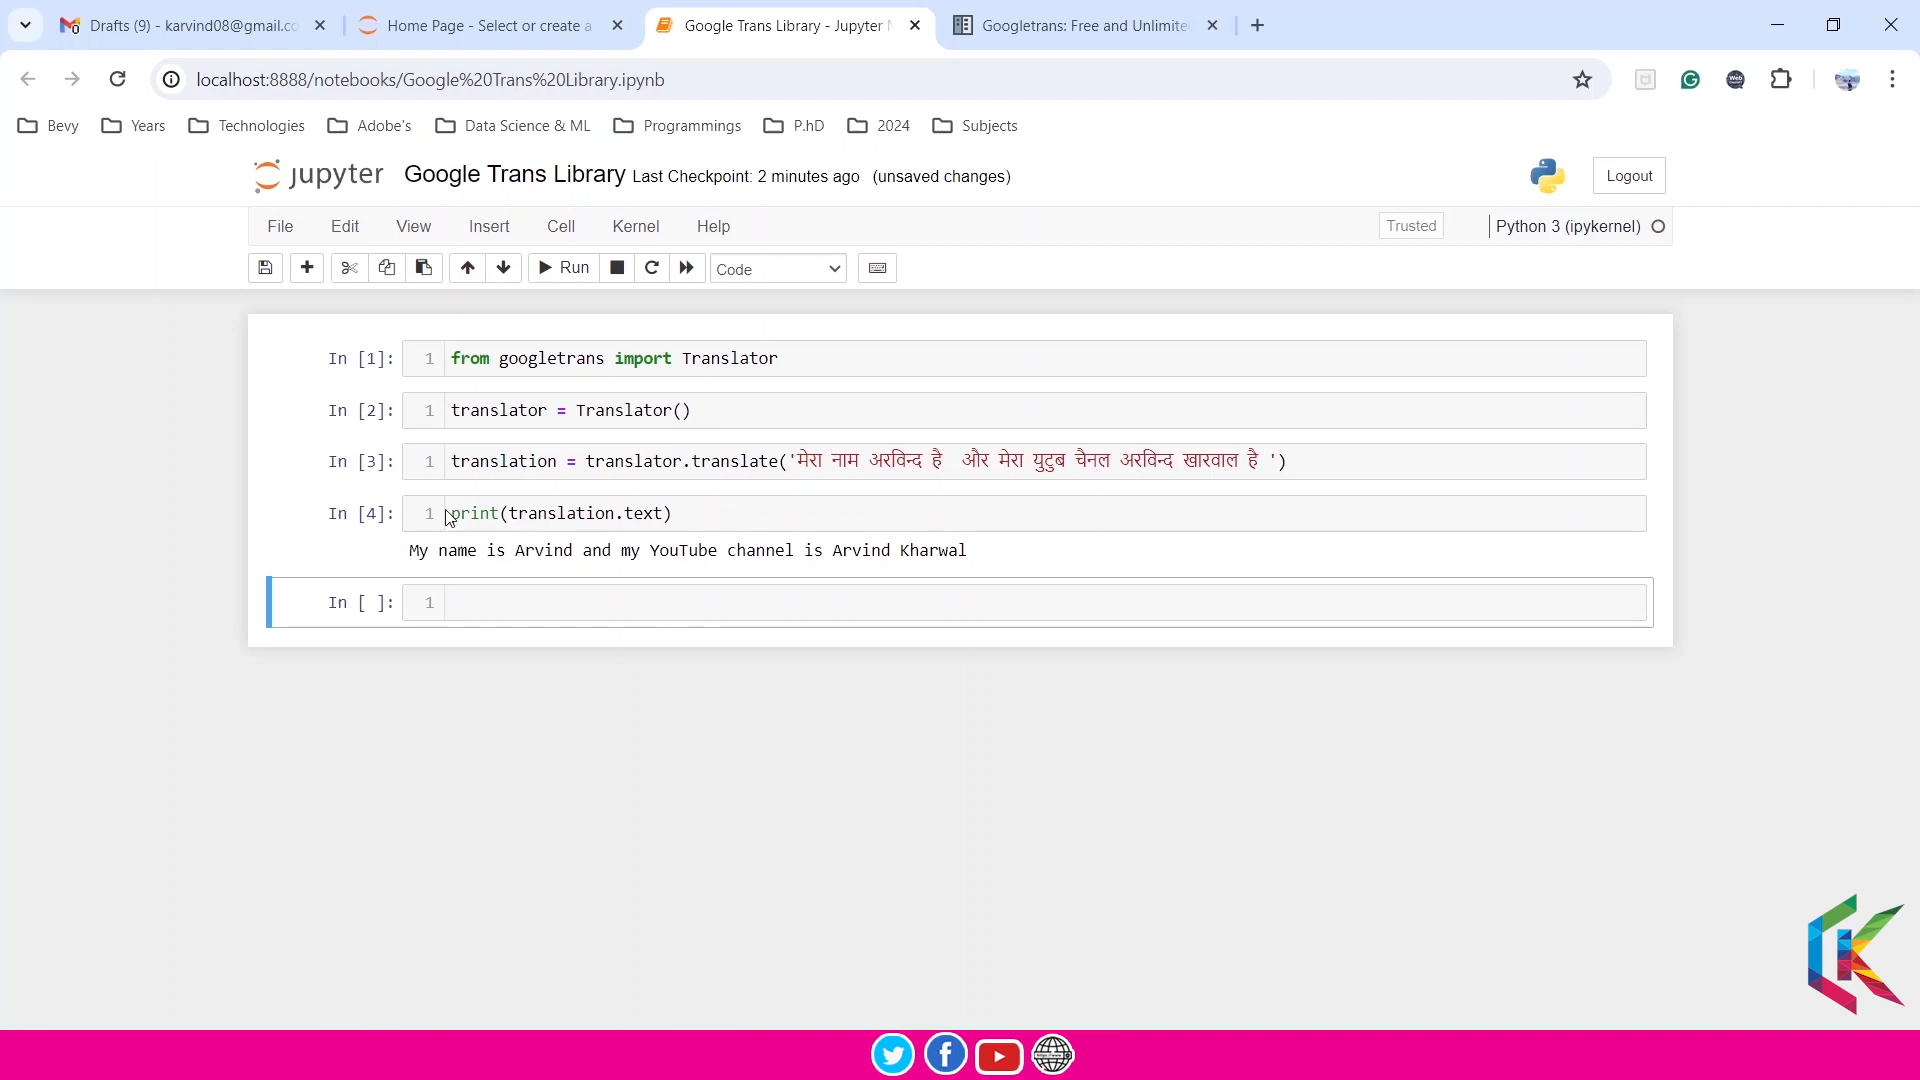 Drafts (9) - karvind08@gmail.co
Home Page - Select or create a
Google Trans Library - Jupyter N
Googletrans: Free and Unlimite
localhost:8888/notebooks/Google%20Trans%20Library.ipynb
Bevy Years Technologies Adobe's Data Science & ML Programmings P.hD 2024 Subjects
jupyter Google Trans Library Last Checkpoint: 2 minutes ago (unsaved changes) Logout
File Edit View Insert Cell Kernel Help Trusted Python 3 (ipykernel)
Run Code
In [1]: 1 from googletrans import Translator
In [2]: 1 translator = Translator()
In [3]: 1 translation = translator.translate('मेरा नाम अरविन्द है  और मेरा युटुब चैनल अरविन्द खारवाल है ')
In [4]: 1 print(translation.text)
My name is Arvind and my YouTube channel is Arvind Kharwal
In [ ]: 1